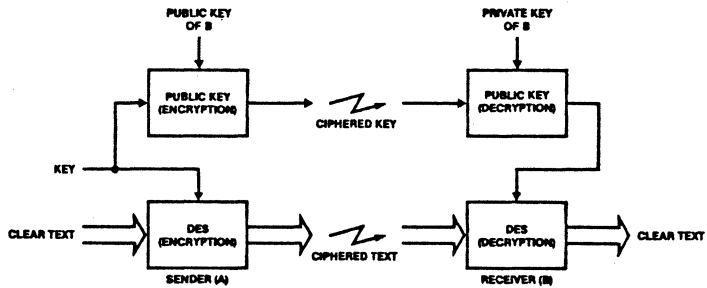 PUBLIC KEY
OF B
PRIVATE KEY
OF B
PUBLIC KEY
(ENCRYPTION)
CIPHERED KEY
PUBLIC KEY
(DECRYPTION)
KEY
CLEAR TEXT
DES
(ENCRYPTION)
CIPHERED TEXT
DES
(DECRYPTION)
CLEAR TEXT
SENDER (A)
RECEIVER (B)